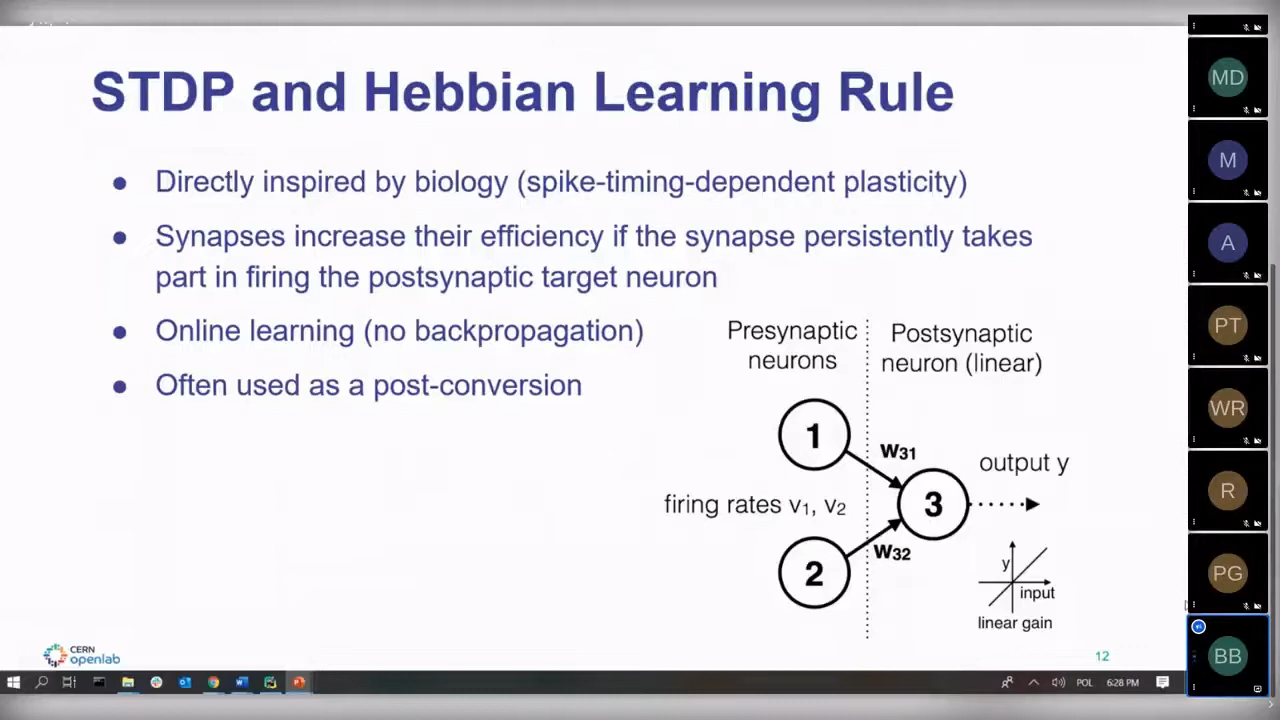 STDP and Hebbian Learning Rule
● Directly inspired by biology (spike-timing-dependent plasticity)
● Synapses increase their efficiency if the synapse persistently takes
part in firing the postsynaptic target neuron
● Online learning (no backpropagation)
● Often used as a post-conversion
Presynaptic
neurons
Postsynaptic
neuron (linear)
1
w31
output y
firing rates v1, v2
3
w32
2
y
input
linear gain
CERN
openlab
12
POL
6:28 PM
MD
M
A
PT
WR
R
PG
BB